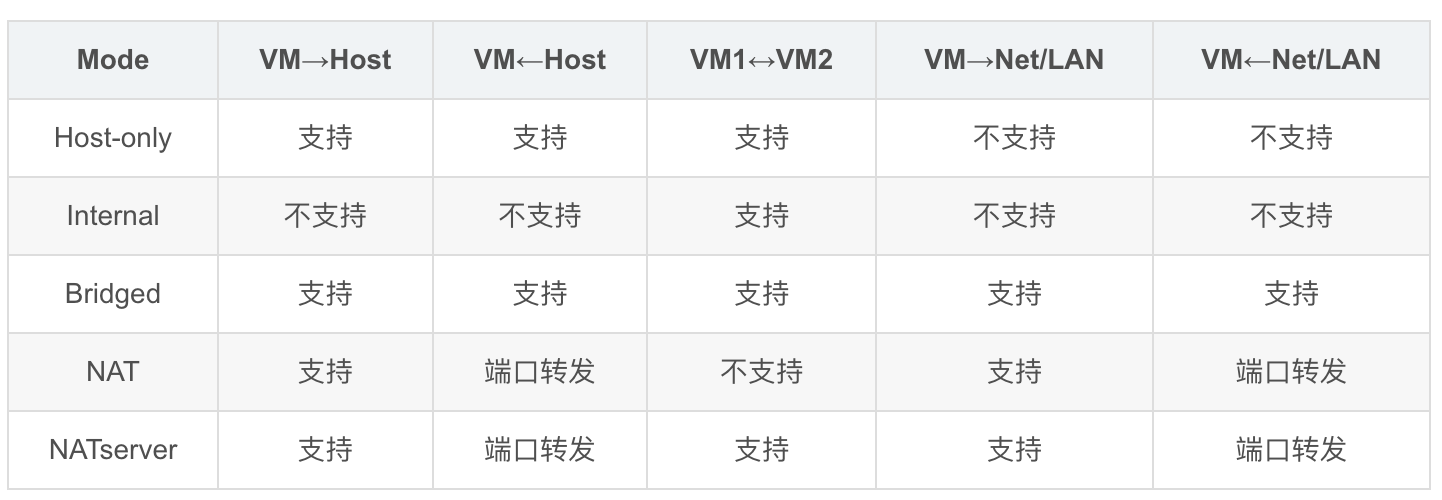 Mode VM→Host VM←Host VM1↔VM2 VM→Net/LAN VM←Net/LAN
Host-only 支持 支持 支持 不支持 不支持
Internal 不支持 不支持 支持 不支持 不支持
Bridged 支持 支持 支持 支持 支持
NAT 支持 端口转发 不支持 支持 端口转发
NATserver 支持 端口转发 支持 支持 端口转发